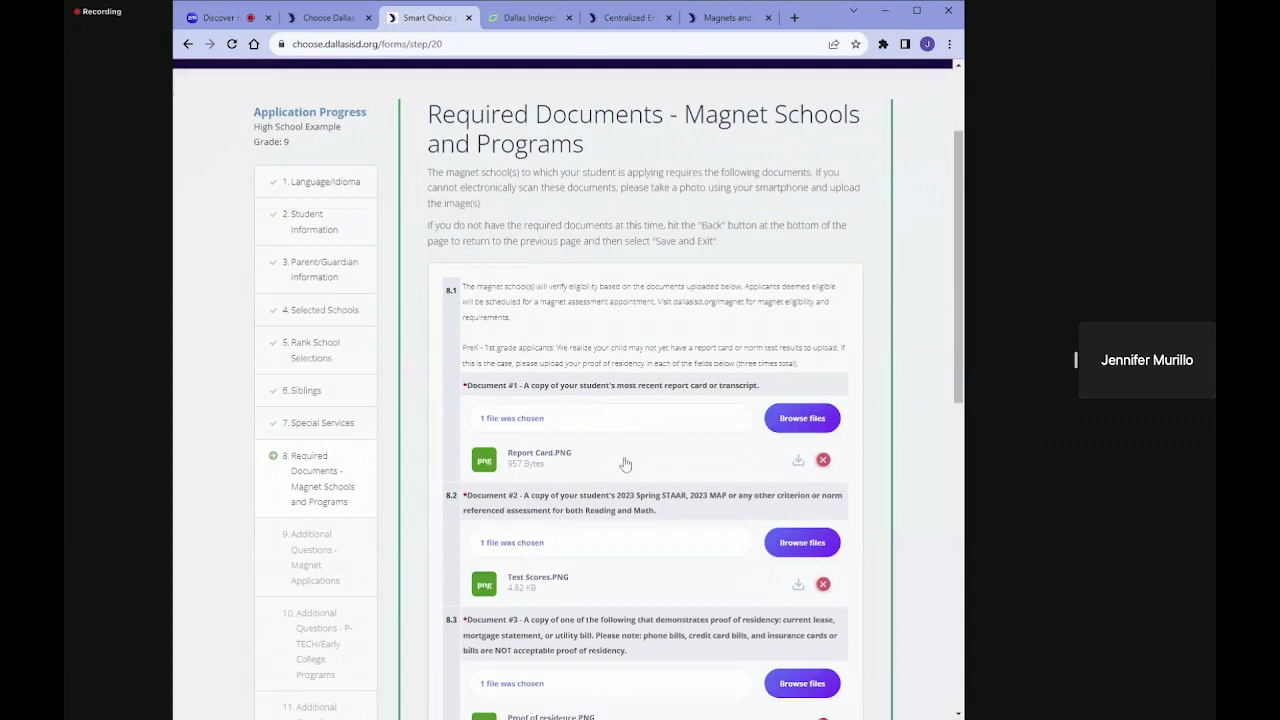 Recording
Discover
Choose Dallas
Smart Choice
Dallas Indepe
Centralized E
Magnets and
choose.dallasisd.org/forms/step/20
J
Application Progress
High School Example
Grade: 9
1. Language/Idioma
2. Student
Information
3. Parent/Guardian
Information
4. Selected Schools
5. Rank School
Selections
6. Siblings
7. Special Services
8. Required
Documents -
Magnet Schools
and Programs
9. Additional
Questions -
Magnet
Applications
10. Additional
Questions - P-
TECH/Early
College
Programs
11. Additional
Required Documents - Magnet Schools
and Programs
The magnet school(s) to which your student is applying requires the following documents. If you
cannot electronically scan these documents, please take a photo using your smartphone and upload
the image(s).
If you do not have the required documents at this time, hit the "Back" button at the bottom of the
page to return to the previous page and then select "Save and Exit"
8.1
The magnet school(s) will verify eligibility based on the documents uploaded below. Applicants deemed eligible
will be scheduled for a magnet assessment appointment. Visit dallasisd.org/magnet for magnet eligibility and
requirements.
PreK - 1st grade applicants: We realize your child may not yet have a report card or norm test results to upload. If
this is the case, please upload your proof of residency in each of the fields below (three times total).
*Document #1 - A copy of your student's most recent report card or transcript.
1 file was chosen
Browse files
png
Report Card.PNG
957 Bytes
8.2
*Document #2 - A copy of your student's 2023 Spring STAAR, 2023 MAP or any other criterion or norm
referenced assessment for both Reading and Math.
1 file was chosen
Browse files
png
Test Scores.PNG
4.82 KB
8.3
*Document #3 - A copy of one of the following that demonstrates proof of residency: current lease,
mortgage statement, or utility bill. Please note: phone bills, credit card bills, and insurance cards or
bills are NOT acceptable proof of residency.
1 file was chosen
Browse files
Proof of residence.PNG
Jennifer Murillo